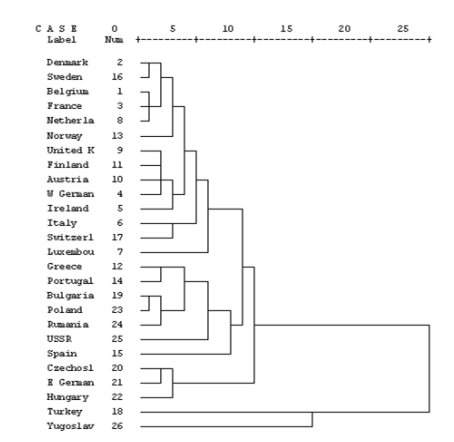 C A S E 0 5 10 15 20 25
Label Num
Denmark 2
Sweden 16
Belgium 1
France 3
Netherla 8
Norway 13
United K 9
Finland 11
Austria 10
W German 4
Ireland 5
Italy 6
Switzerl 17
Luxembou 7
Greece 12
Portugal 14
Bulgaria 19
Poland 23
Rumania 24
USSR 25
Spain 15
Czechosl 20
E German 21
Hungary 22
Turkey 18
Yugoslav 26